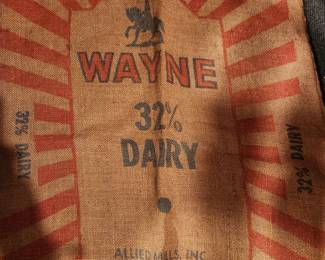 WAYNE
32%
DAIRY
32% DAIRY
32% DAIRY
ALLIED MILLS, INC.